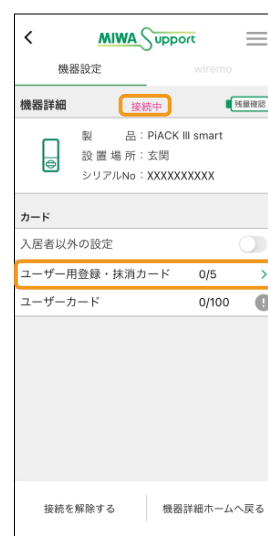 MIWA Support
機器設定 wiremo
機器詳細 接続中 残量確認
製 品：PiACK III smart
設置場所：玄関
シリアルNo：XXXXXXXXXX
カード
入居者以外の設定
ユーザー用登録・抹消カード 0/5 >
ユーザーカード 0/100 !
接続を解除する 機器詳細ホームへ戻る